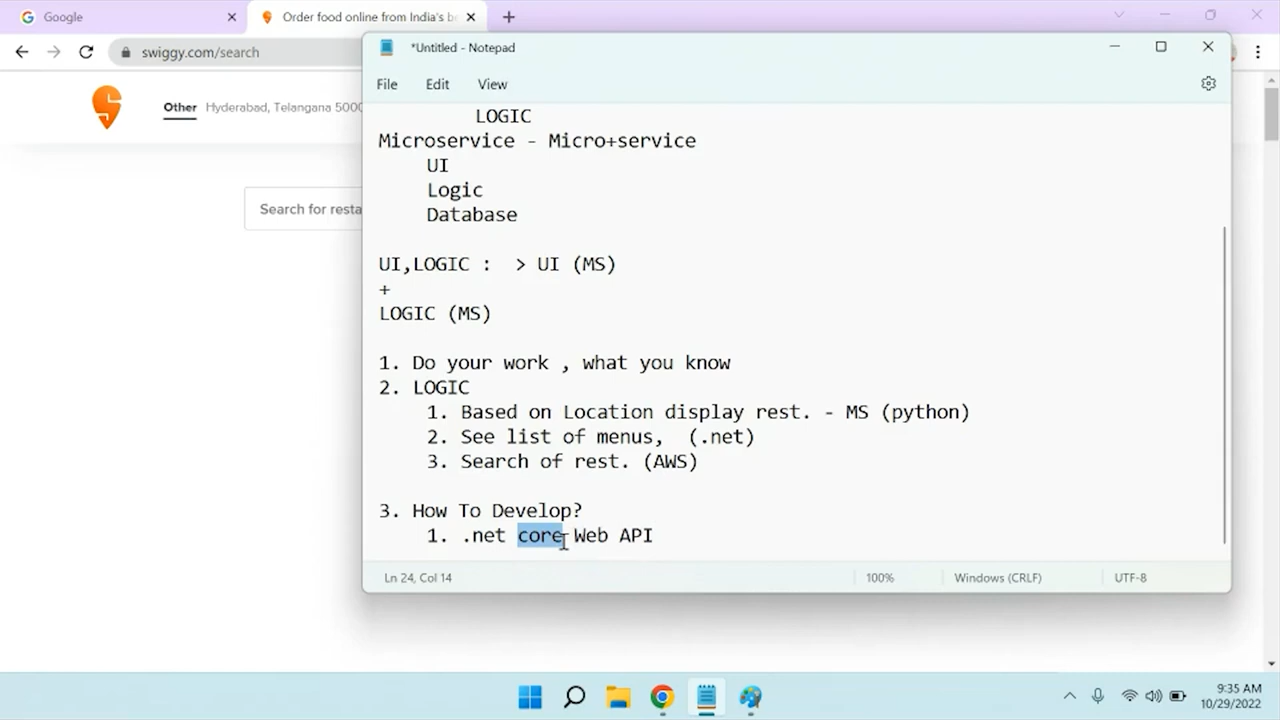 Google
Order food online from India's be
swiggy.com/search
*Untitled - Notepad
File Edit View
Other Hyderabad, Telangana 5000
Search for resta
LOGIC
Microservice - Micro+service
UI
Logic
Database
UI,LOGIC : > UI (MS)
+
LOGIC (MS)
1. Do your work , what you know
2. LOGIC
1. Based on Location display rest. - MS (python)
2. See list of menus, (.net)
3. Search of rest. (AWS)
3. How To Develop?
1. .net core Web API
Ln 24, Col 14
100%
Windows (CRLF)
UTF-8
9:35 AM
10/29/2022